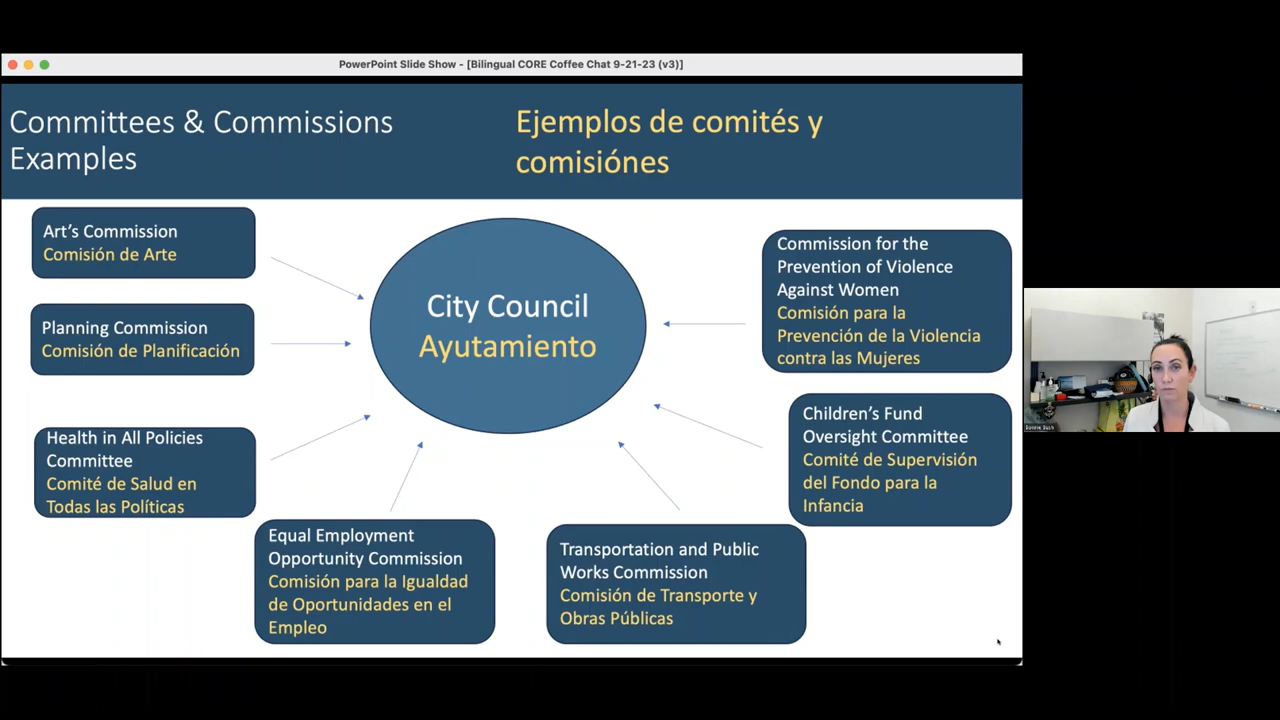 PowerPoint Slide Show - [Bilingual CORE Coffee Chat 9-21-23 (v3)]
Committees & Commissions
Examples
Ejemplos de comités y
comisiónes
Art's Commission
Comisión de Arte
Planning Commission
Comisión de Planificación
Health in All Policies
Committee
Comité de Salud en
Todas las Políticas
Equal Employment
Opportunity Commission
Comisión para la Igualdad
de Oportunidades en el
Empleo
City Council
Ayutamiento
Transportation and Public
Works Commission
Comisión de Transporte y
Obras Públicas
Commission for the
Prevention of Violence
Against Women
Comisión para la
Prevención de la Violencia
contra las Mujeres
Children's Fund
Oversight Committee
Comité de Supervisión
del Fondo para la
Infancia
Bonnie Bush